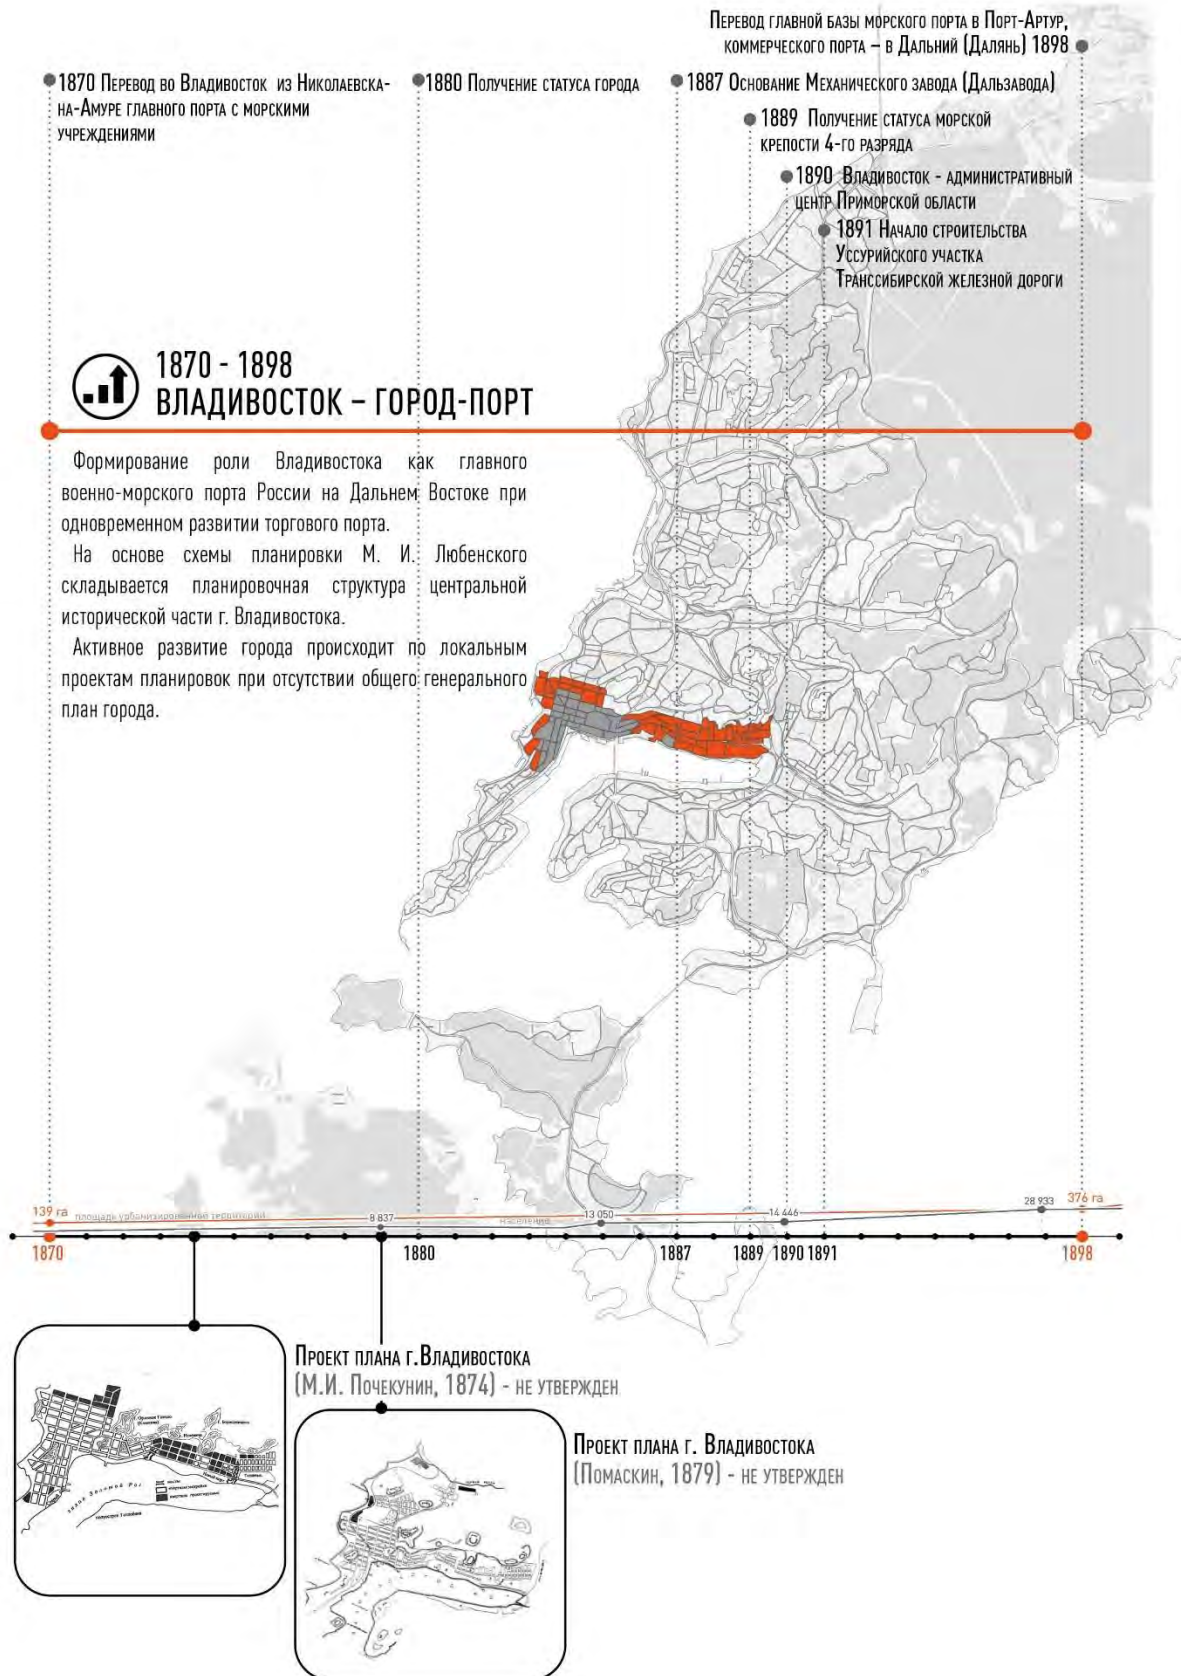 Перевод главной базы морского порта в Порт-Артур,
коммерческого порта – в Дальний (Далянь) 1898
1870 Перевод во Владивосток из Николаевска-
на-Амуре главного порта с морскими
учреждениями
1880 Получение статуса города
1887 Основание Механического завода (Дальзавода)
1889 Получение статуса морской
крепости 4-го разряда
1890 Владивосток - административный
центр Приморской области
1891 Начало строительства
Уссурийского участка
Транссибирской железной дороги
1870 - 1898
ВЛАДИВОСТОК – ГОРОД-ПОРТ
Формирование роли Владивостока как главного
военно-морского порта России на Дальнем Востоке при
одновременном развитии торгового порта.
На основе схемы планировки М. И. Любенского
складывается планировочная структура центральной
исторической части г. Владивостока.
Активное развитие города происходит по локальным
проектам планировок при отсутствии общего генерального
план города.
139 га
площадь урбанизированной территории
8 837
население
13 050
14 446
28 933
376 га
1870
1880
1887
1889
1890
1891
1898
Проект плана г.Владивостока
(М.И. Почекунин, 1874) - не утвержден
залив Золотой Рог
Проект плана г. Владивостока
(Помаскин, 1879) - не утвержден